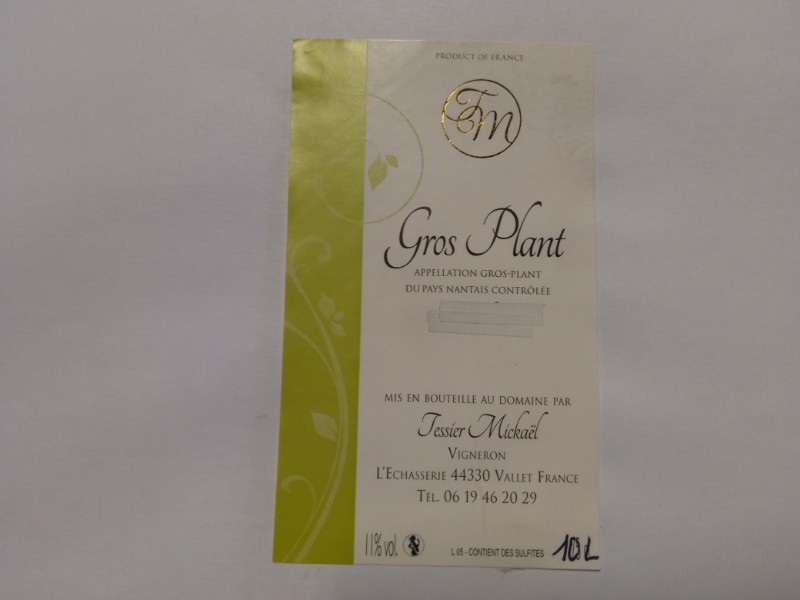 PRODUCT OF FRANCE
TM
Gros Plant
APPELLATION GROS-PLANT
DU PAYS NANTAIS CONTRÔLÉE
MIS EN BOUTEILLE AU DOMAINE PAR
Tessier Mickaël
VIGNERON
L'ECHASSERIE 44330 VALLET FRANCE
TÉL. 06 19 46 20 29
11% vol.
L 05 - CONTIENT DES SULFITES
10 L